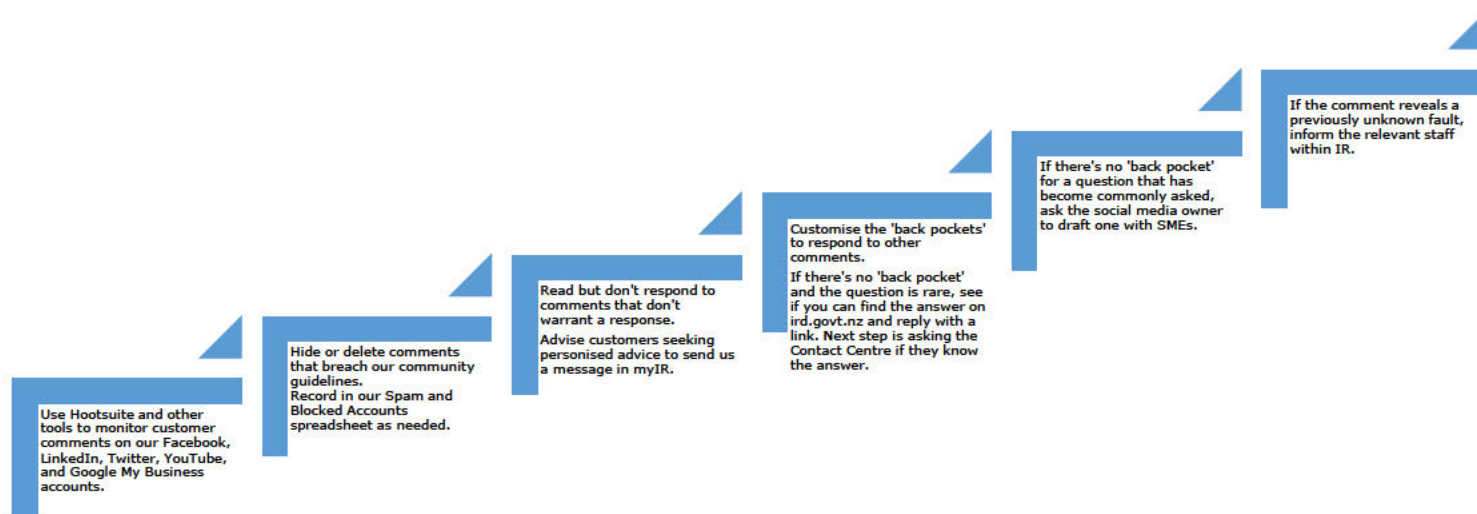 Use Hootsuite and other
tools to monitor customer
comments on our Facebook,
LinkedIn, Twitter, YouTube,
and Google My Business
accounts.
Hide or delete comments
that breach our community
guidelines.
Record in our Spam and
Blocked Accounts
spreadsheet as needed.
Read but don't respond to
comments that don't
warrant a response.
Advise customers seeking
personised advice to send us
a message in myIR.
Customise the 'back pockets'
to respond to other
comments.
If there's no 'back pocket'
and the question is rare, see
if you can find the answer on
ird.govt.nz and reply with a
link. Next step is asking the
Contact Centre if they know
the answer.
If there's no 'back pocket'
for a question that has
become commonly asked,
ask the social media owner
to draft one with SMEs.
If the comment reveals a
previously unknown fault,
inform the relevant staff
within IR.